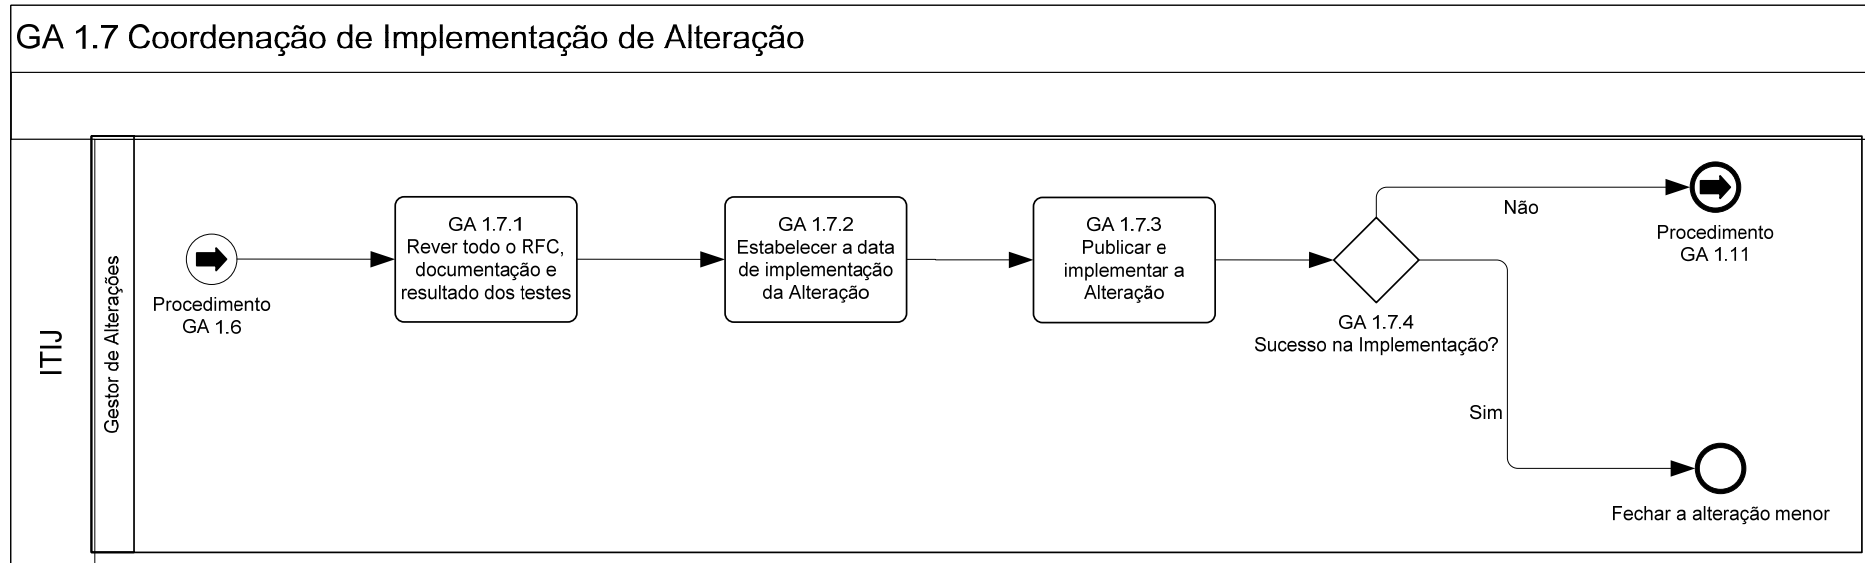 GA 1.7 Coordenação de Implementação de Alteração
ITIJ
Gestor de Alterações
Procedimento
GA 1.6
GA 1.7.1
Rever todo o RFC,
documentação e
resultado dos testes
GA 1.7.2
Estabelecer a data
de implementação
da Alteração
GA 1.7.3
Publicar e
implementar a
Alteração
GA 1.7.4
Sucesso na Implementação?
Não
Procedimento
GA 1.11
Sim
Fechar a alteração menor